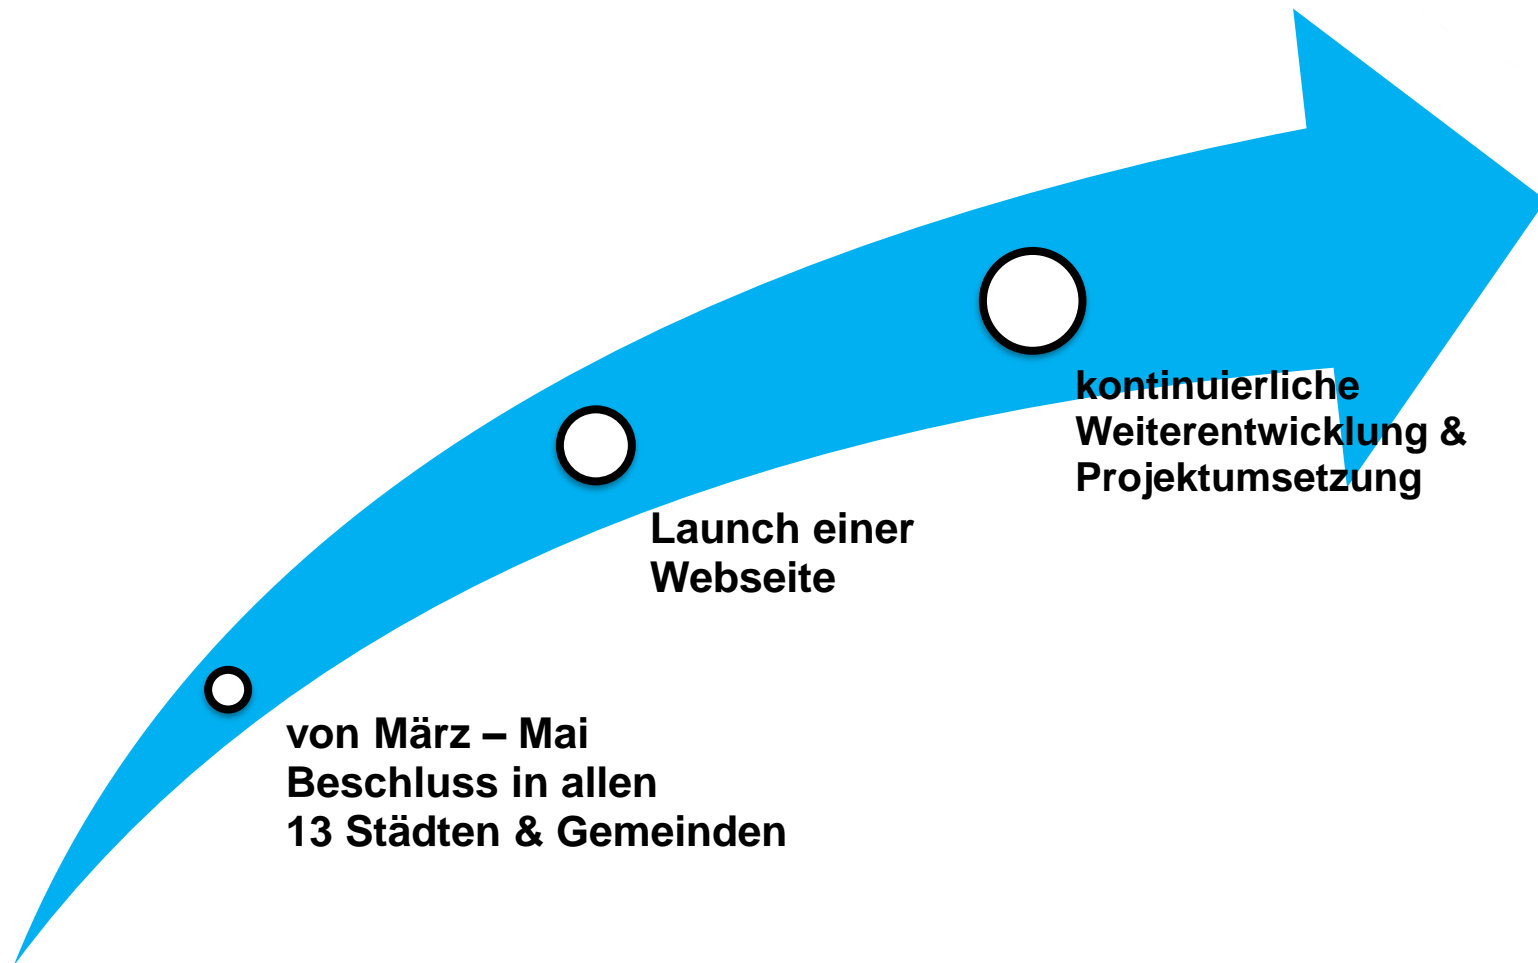 von März – Mai
Beschluss in allen
13 Städten & Gemeinden
Launch einer
Webseite
kontinuierliche
Weiterentwicklung &
Projektumsetzung